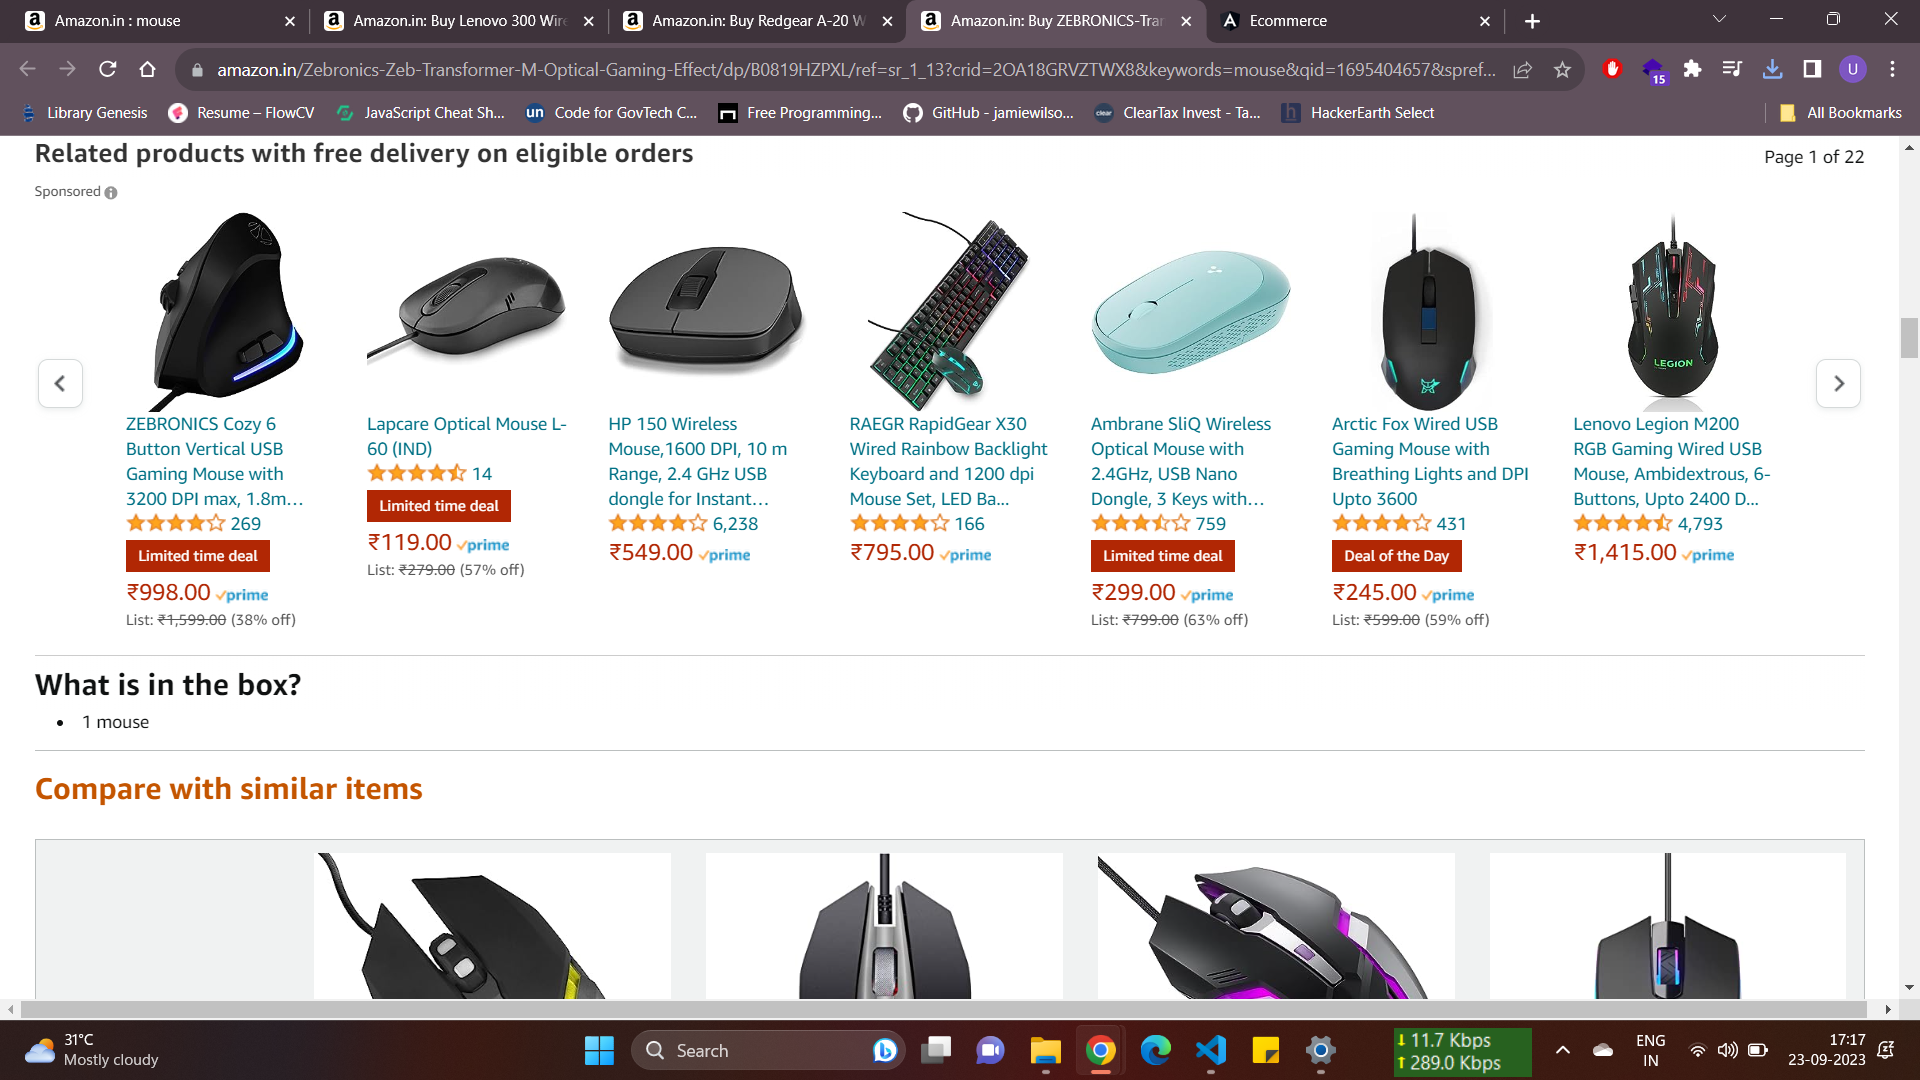 Amazon.in : mouse
Amazon.in: Buy Lenovo 300 Wire
Amazon.in: Buy Redgear A-20 W
Amazon.in: Buy ZEBRONICS-Tran
Ecommerce
amazon.in/Zebronics-Zeb-Transformer-M-Optical-Gaming-Effect/dp/B0819HZPXL/ref=sr_1_13?crid=2OA18GRVZTWX8&keywords=mouse&qid=1695404657&spref...
15
U
Library Genesis
Resume – FlowCV
JavaScript Cheat Sh...
un
Code for GovTech C...
Free Programming...
GitHub - jamiewilso...
clear
ClearTax Invest - Ta...
h
HackerEarth Select
All Bookmarks
Related products with free delivery on eligible orders
Page 1 of 22
Sponsored
ZEBRONICS Cozy 6
Button Vertical USB
Gaming Mouse with
3200 DPI max, 1.8m…
269
Limited time deal
₹998.00 prime
List: ₹1,599.00 (38% off)
Lapcare Optical Mouse L-
60 (IND)
14
Limited time deal
₹119.00 prime
List: ₹279.00 (57% off)
HP 150 Wireless
Mouse,1600 DPI, 10 m
Range, 2.4 GHz USB
dongle for Instant…
6,238
₹549.00 prime
RAEGR RapidGear X30
Wired Rainbow Backlight
Keyboard and 1200 dpi
Mouse Set, LED Ba...
166
₹795.00 prime
Ambrane SliQ Wireless
Optical Mouse with
2.4GHz, USB Nano
Dongle, 3 Keys with…
759
Limited time deal
₹299.00 prime
List: ₹799.00 (63% off)
Arctic Fox Wired USB
Gaming Mouse with
Breathing Lights and DPI
Upto 3600
431
Deal of the Day
₹245.00 prime
List: ₹599.00 (59% off)
LEGION
Lenovo Legion M200
RGB Gaming Wired USB
Mouse, Ambidextrous, 6-
Buttons, Upto 2400 D...
4,793
₹1,415.00 prime
What is in the box?
• 1 mouse
Compare with similar items
31°C
Mostly cloudy
Search
11.7 Kbps
289.0 Kbps
ENG
IN
17:17
23-09-2023